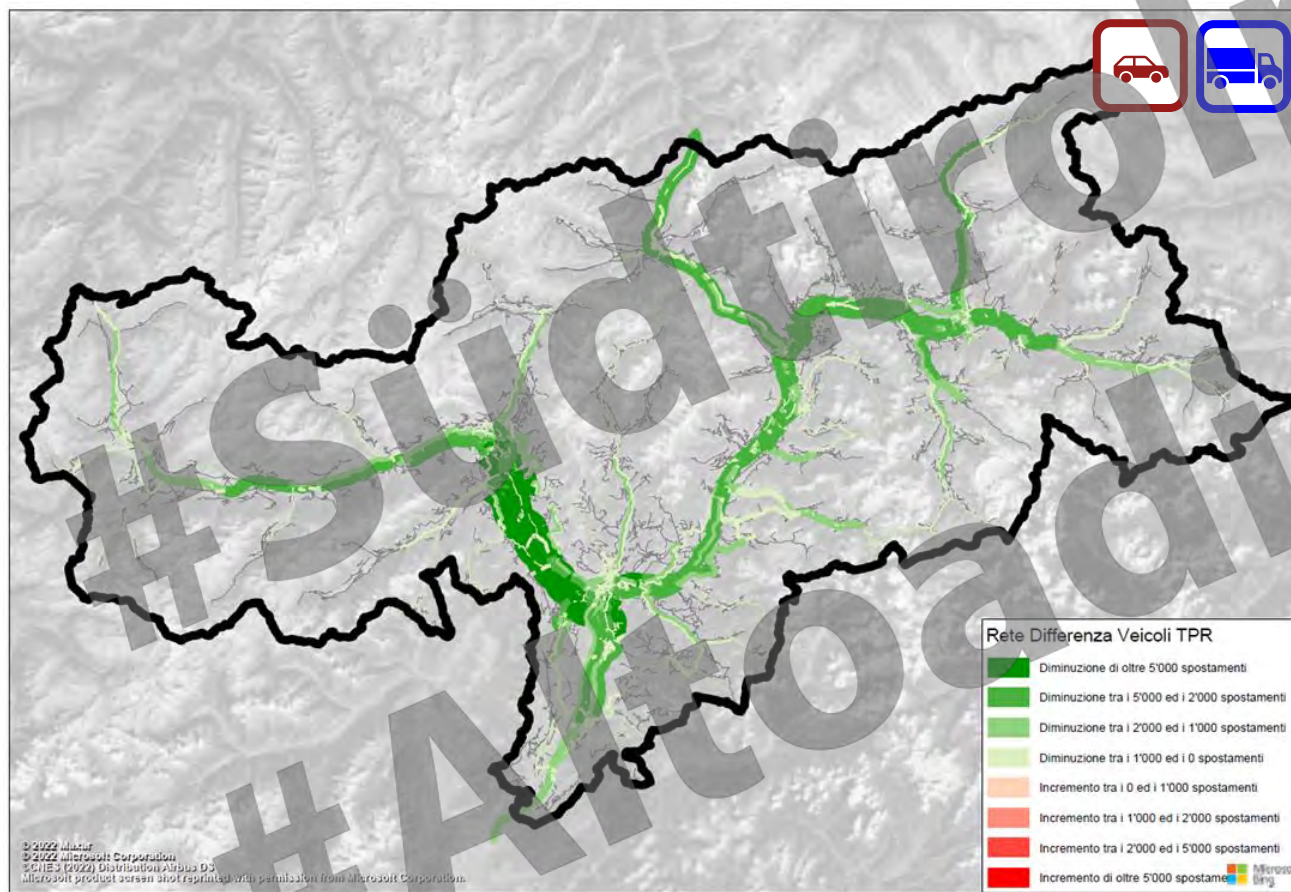 #Südtirol
#Altoadi
Rete Differenza Veicoli TPR
Diminuzione di oltre 5'000 spostamenti
Diminuzione tra i 5'000 ed i 2'000 spostamenti
Diminuzione tra i 2'000 ed i 1'000 spostamenti
Diminuzione tra i 1'000 ed i 0 spostamenti
Incremento tra i 0 ed i 1'000 spostamenti
Incremento tra i 1'000 ed i 2'000 spostamenti
Incremento tra i 2'000 ed i 5'000 spostamenti
Incremento di oltre 5'000 spostame
Microso
Bing
© 2022 Maxar
© 2022 Microsoft Corporation
©CNES (2022) Distribution Airbus DS
Microsoft product screen shot reprinted with permission from Microsoft Corporation.